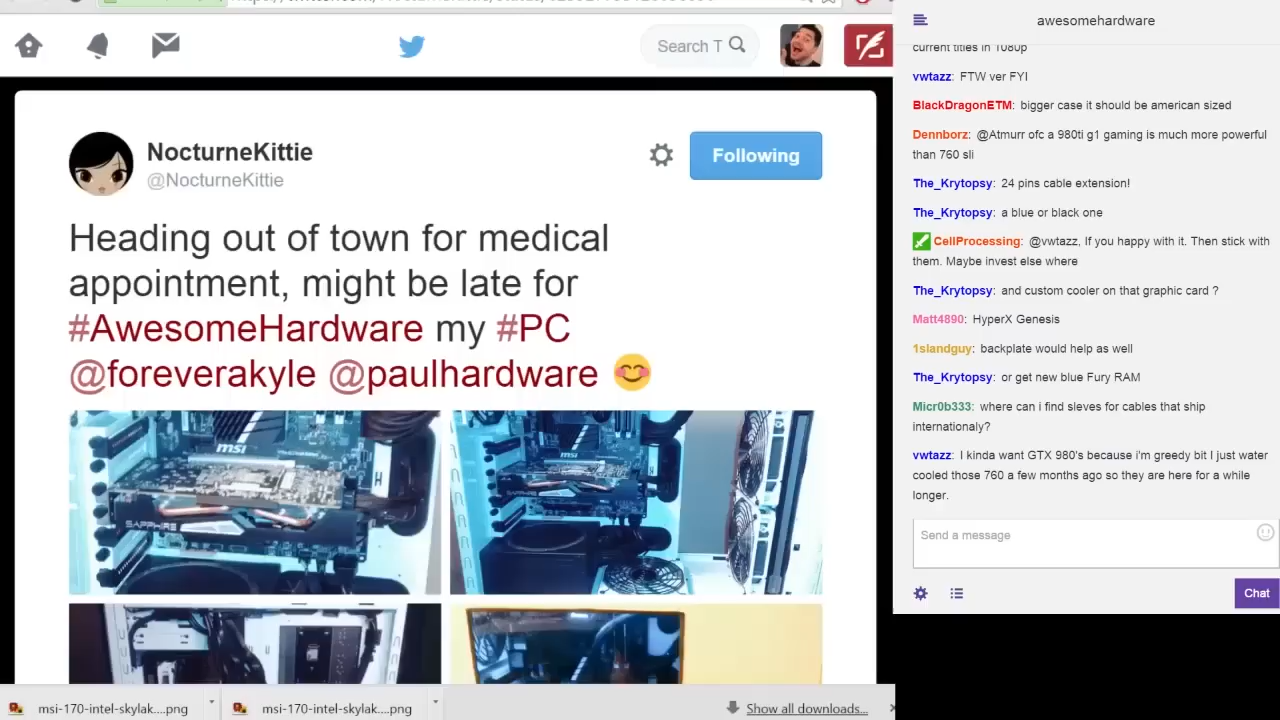 Search T
NocturneKittie
@NocturneKittie
Following
Heading out of town for medical
appointment, might be late for
#AwesomeHardware my #PC
@foreverakyle @paulhardware 😊
msi
SAPPHIRE
msi-170-intel-skylak....png
msi-170-intel-skylak....png
Show all downloads...
awesomehardware
current titles in 1080p
vwtazz: FTW ver FYI
BlackDragonETM: bigger case it should be american sized
Dennborz: @Atmurr ofc a 980ti g1 gaming is much more powerful
than 760 sli
The_Krytopsy: 24 pins cable extension!
The_Krytopsy: a blue or black one
CellProcessing: @vwtazz, If you happy with it. Then stick with
them. Maybe invest else where
The_Krytopsy: and custom cooler on that graphic card ?
Matt4890: HyperX Genesis
1slandguy: backplate would help as well
The_Krytopsy: or get new blue Fury RAM
Micr0b333: where can i find sleves for cables that ship
internationaly?
vwtazz: I kinda want GTX 980's because i'm greedy bit I just water
cooled those 760 a few months ago so they are here for a while
longer.
Send a message
Chat